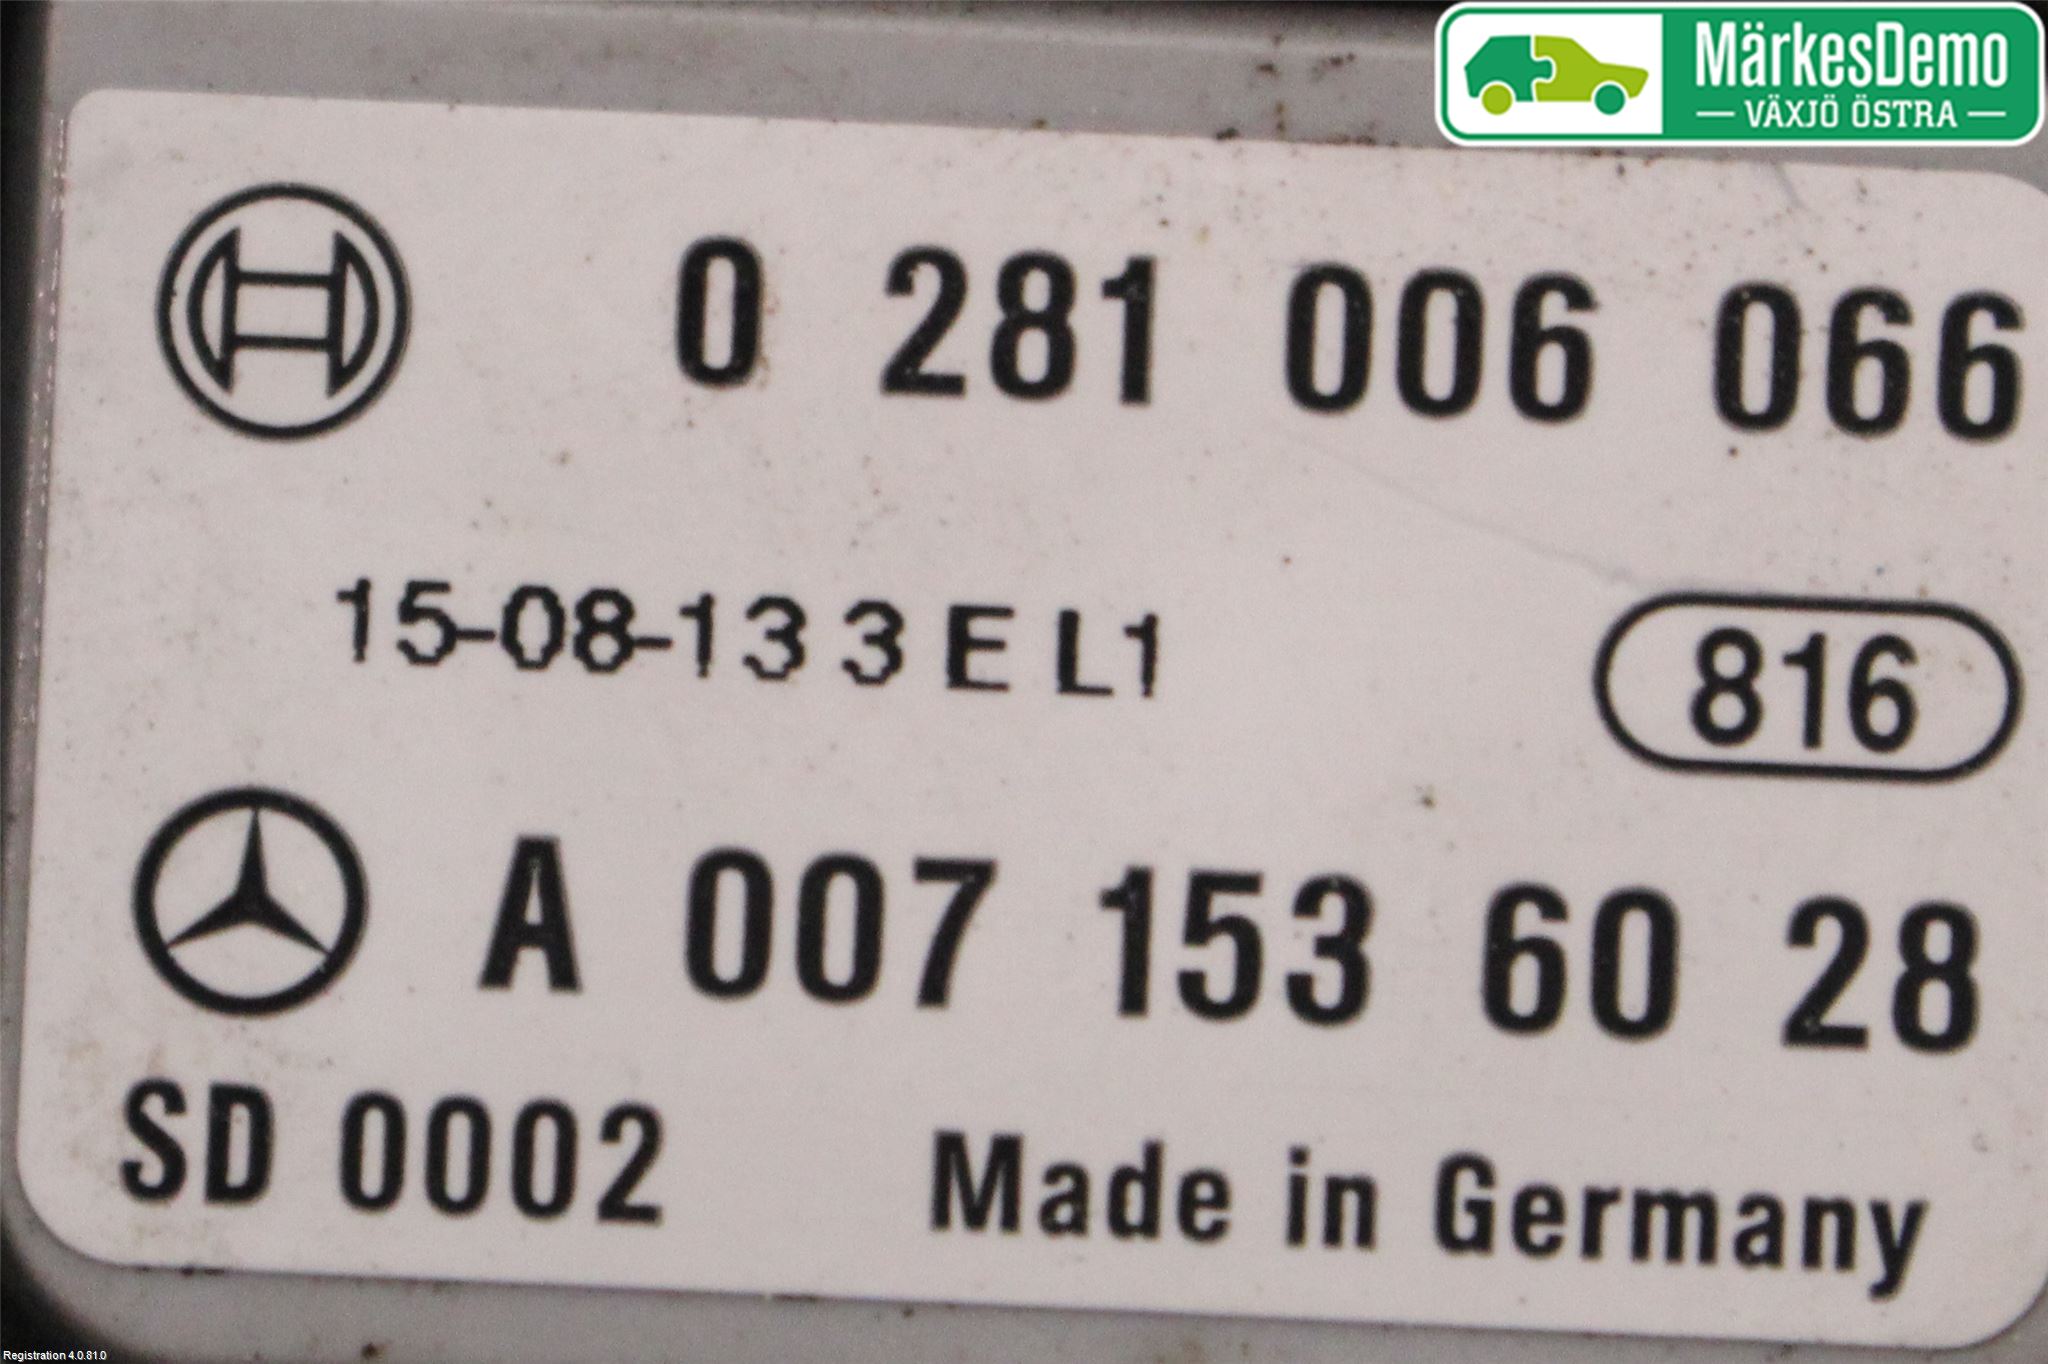 MärkesDemo
VÄXJÖ ÖSTRA
0 281 006 066
15-08-13 3 E L1
816
A 007 153 60 28
SD 0002
Made in Germany
Registration 4.0.81.0